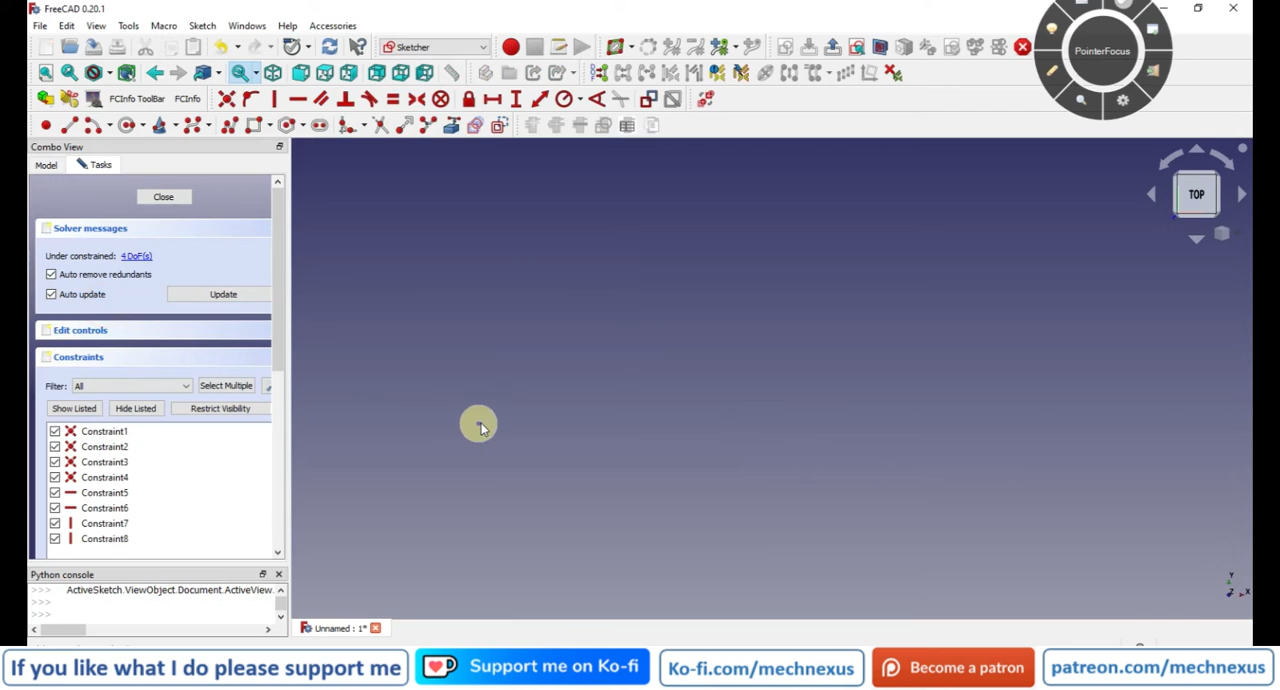 FreeCAD 0.20.1
File Edit View Tools Macro Sketch Windows Help Accessories
Sketcher
PointerFocus
FCInfo ToolBar FCInfo
Combo View
Model Tasks
Close
Solver messages
Under constrained: 4 DoF(s)
Auto remove redundants
Auto update Update
Edit controls
Constraints
Filter: All Select Multiple
Show Listed Hide Listed Restrict Visibility
Constraint1
Constraint2
Constraint3
Constraint4
Constraint5
Constraint6
Constraint7
Constraint8
Python console
>>> ActiveSketch.ViewObject.Document.ActiveView.
>>>
>>>
TOP
Y
Z X
Unnamed : 1*
If you like what I do please support me
Support me on Ko-fi
Ko-fi.com/mechnexus
Become a patron
patreon.com/mechnexus